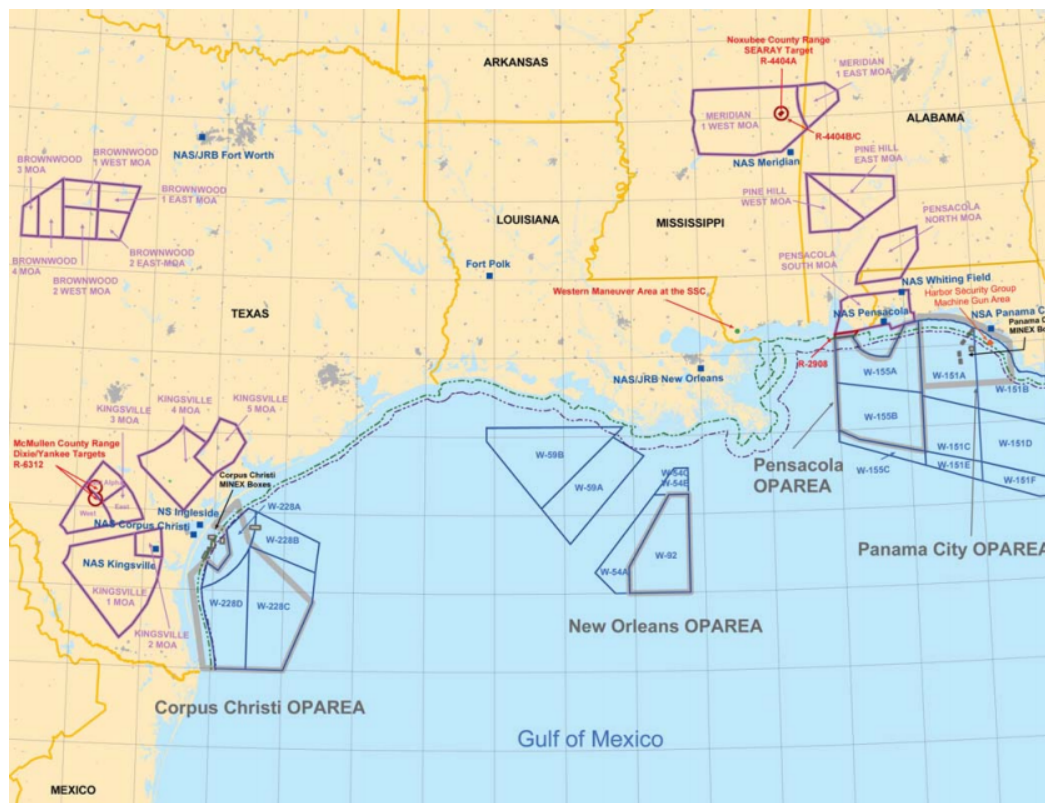 Noxubee County Range
SEARAY Target
R-4404A
ARKANSAS
MERIDIAN
1 EAST MOA
MERIDIAN
1 WEST MOA
ALABAMA
R-4404B/C
NAS/JRB Fort Worth
NAS Meridian
PINE HILL
EAST MOA
BROWNWOOD
3 MOA
BROWNWOOD
1 WEST MOA
BROWNWOOD
1 EAST MOA
PINE HILL
WEST MOA
LOUISIANA
MISSISSIPPI
PENSACOLA
NORTH MOA
BROWNWOOD
4 MOA
BROWNWOOD
2 EAST MOA
BROWNWOOD
2 WEST MOA
Fort Polk
PENSACOLA
SOUTH MOA
NAS Whiting Field
Harbor Security Group
Machine Gun Area
Western Maneuver Area at the SSC
TEXAS
NAS Pensacola
NSA Panama C
Panama C
MINEX Bo
R-2908
NAS/JRB New Orleans
W-155A
W-151A
W-151B
KINGSVILLE
3 MOA
KINGSVILLE
4 MOA
KINGSVILLE
5 MOA
W-155B
McMullen County Range
Dixie/Yankee Targets
R-6312
W-59B
W-151C
W-151D
Pensacola
OPAREA
W-155C
W-151E
W-151F
Corpus Christi
MINEX Boxes
W-59A
W-54C
W-54E
Alpha
West
East
NS Ingleside
W-228A
NAS Corpus Christi
W-228B
Panama City OPAREA
NAS Kingsville
W-92
W-54A
KINGSVILLE
1 MOA
W-228D
W-228C
KINGSVILLE
2 MOA
New Orleans OPAREA
Corpus Christi OPAREA
Gulf of Mexico
MEXICO